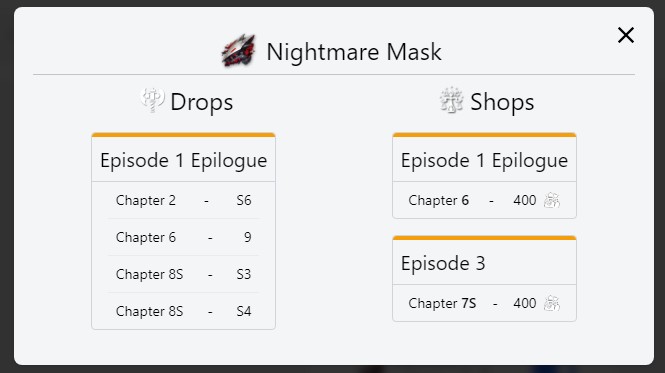 Nightmare Mask
Drops
Episode 1 Epilogue
Chapter 2 - S6
Chapter 6 - 9
Chapter 8S - S3
Chapter 8S - S4
Shops
Episode 1 Epilogue
Chapter 6 - 400
Episode 3
Chapter 7S - 400